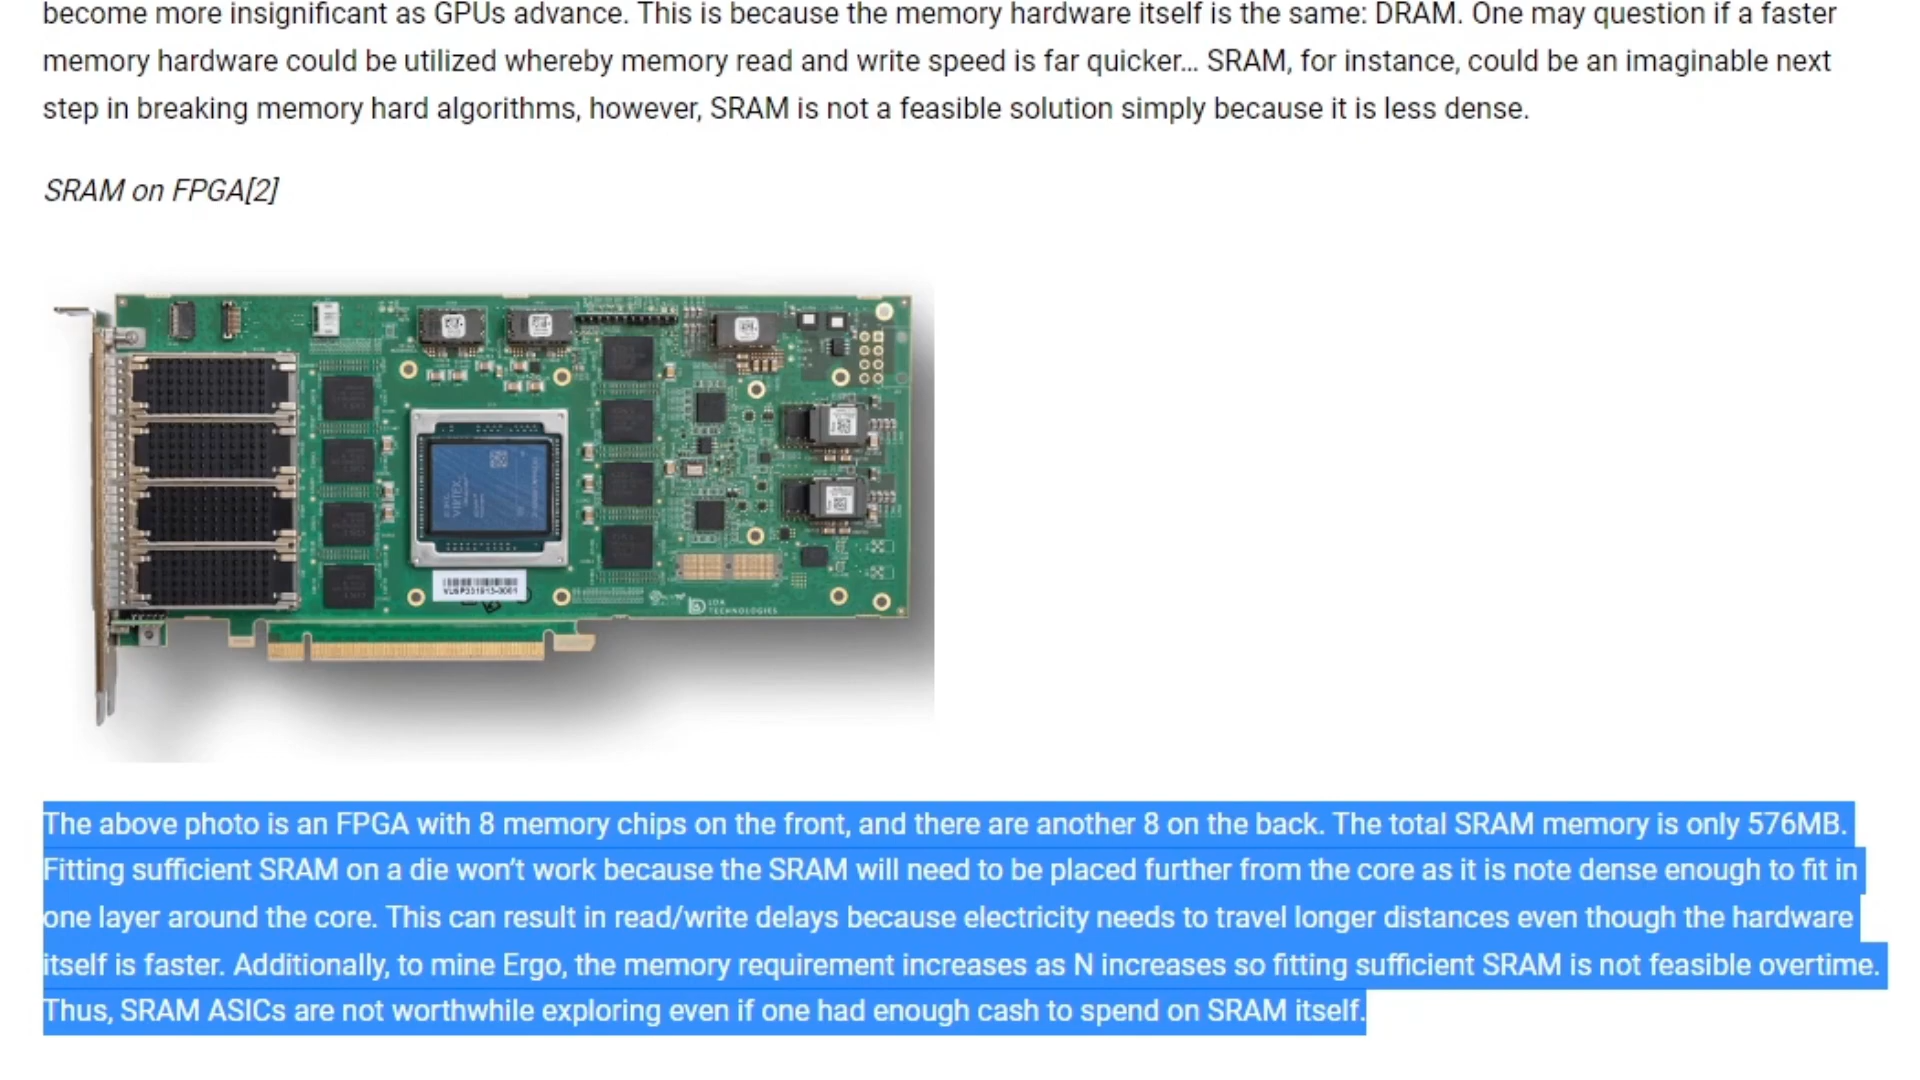 become more insignificant as GPUs advance. This is because the memory hardware itself is the same: DRAM. One may question if a faster
memory hardware could be utilized whereby memory read and write speed is far quicker... SRAM, for instance, could be an imaginable next
step in breaking memory hard algorithms, however, SRAM is not a feasible solution simply because it is less dense.
SRAM on FPGA[2]
VIRTEX
LDA
TECHNOLOGIES
The above photo is an FPGA with 8 memory chips on the front, and there are another 8 on the back. The total SRAM memory is only 576MB.
Fitting sufficient SRAM on a die won’t work because the SRAM will need to be placed further from the core as it is note dense enough to fit in
one layer around the core. This can result in read/write delays because electricity needs to travel longer distances even though the hardware
itself is faster. Additionally, to mine Ergo, the memory requirement increases as N increases so fitting sufficient SRAM is not feasible overtime.
Thus, SRAM ASICs are not worthwhile exploring even if one had enough cash to spend on SRAM itself.